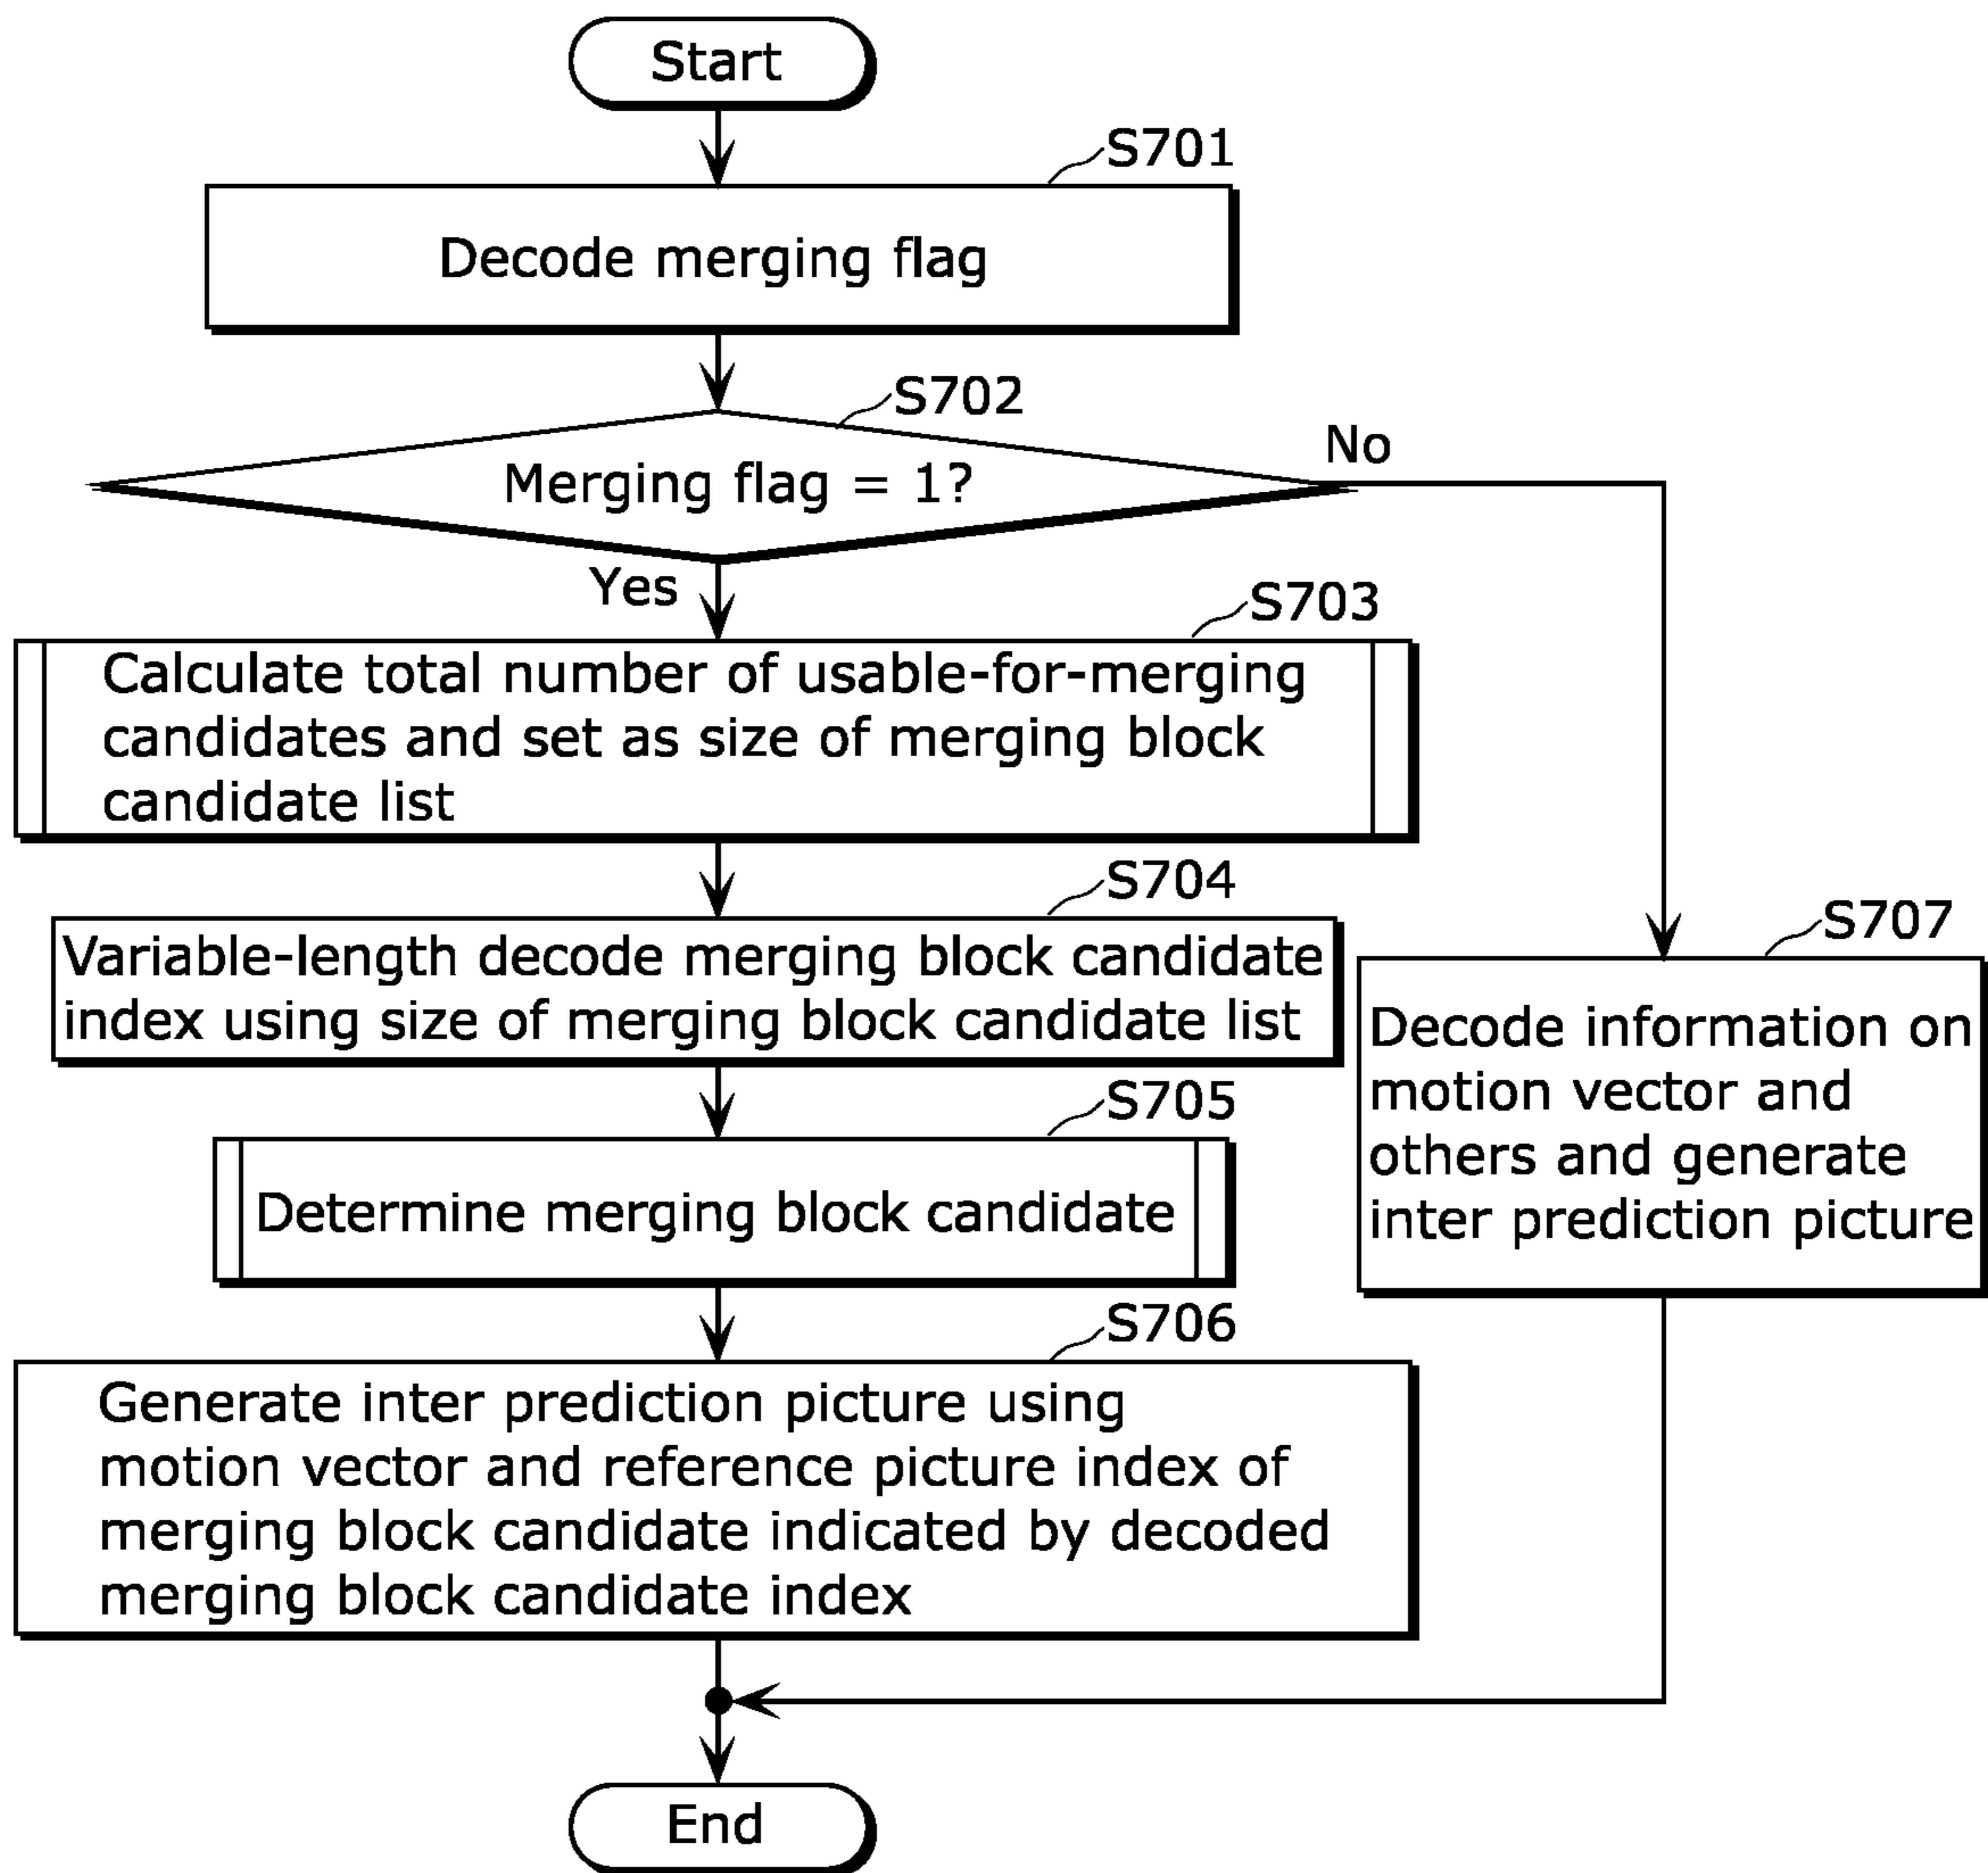 Start
S701
Decode merging flag
S702
Merging flag = 1?
No
Yes
S703
Calculate total number of usable-for-merging
candidates and set as size of merging block
candidate list
S704
Variable-length decode merging block candidate
index using size of merging block candidate list
S707
Decode information on
motion vector and
others and generate
inter prediction picture
S705
Determine merging block candidate
S706
Generate inter prediction picture using
motion vector and reference picture index of
merging block candidate indicated by decoded
merging block candidate index
End